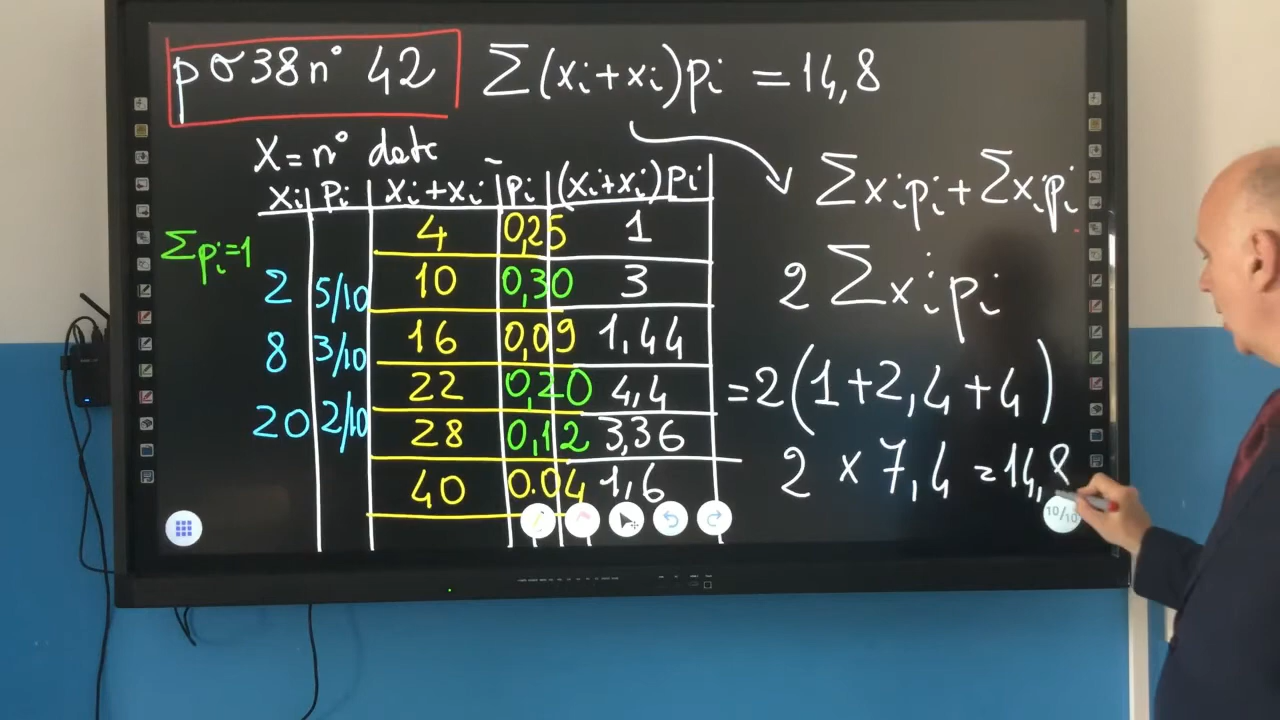 pσ38n° 42
Σ(xᵢ+xᵢ)pᵢ = 14,8
X = n° date
xᵢ pᵢ xᵢ+xᵢ pᵢ (xᵢ+xᵢ)pᵢ
Σxᵢpᵢ + Σxᵢpᵢ
Σpᵢ=1
4 0,25 1
2 5/10 10 0,30 3
2 Σxᵢpᵢ
8 3/10 16 0,09 1,44
22 0,20 4,4
=2(1+2,4+4)
20 2/10 28 0,12 3,36
2 × 7,4 =14,8
40 0.04 1,6
10/10